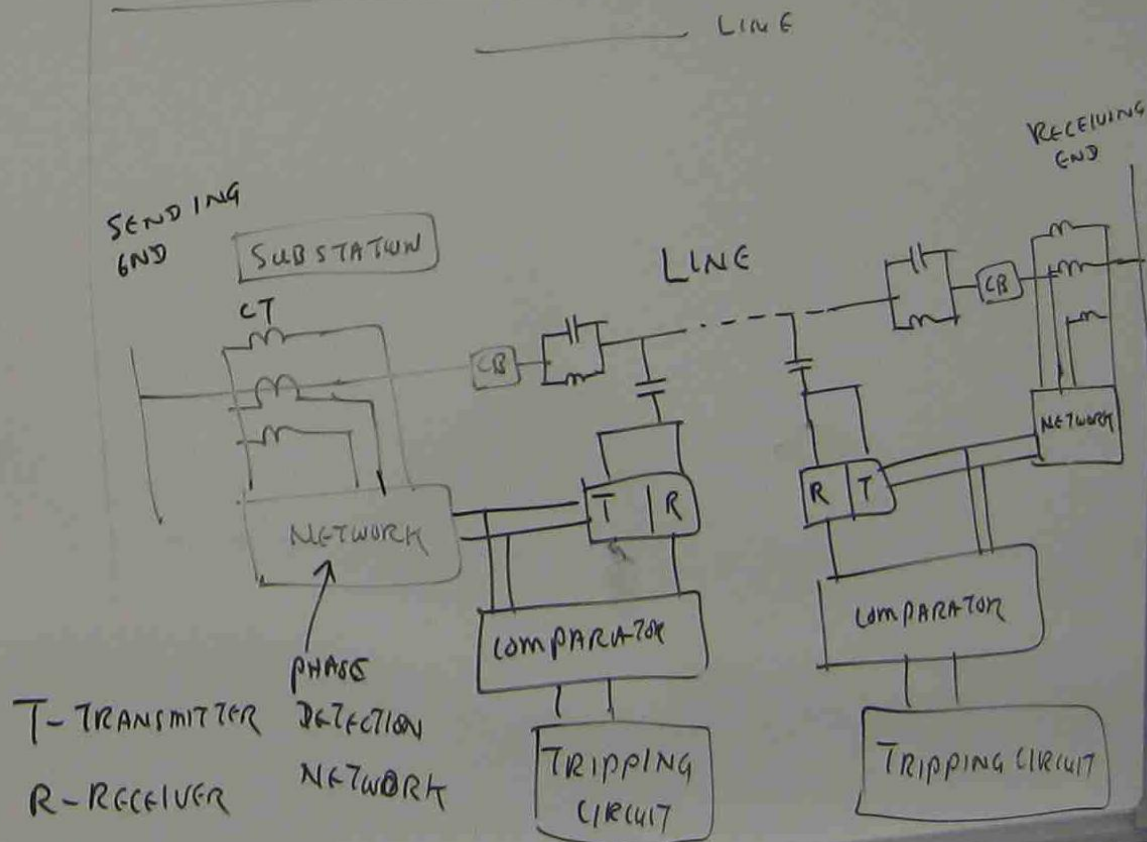 LINE
RECEIVING
END
SENDING
END
SUBSTATION
LINE
CT
CB
CB
NETWORK
NETWORK
T
R
R
T
COMPARATOR
COMPARATOR
PHASE
DETECTION
NETWORK
T-TRANSMITTER
R-RECEIVER
TRIPPING
CIRCUIT
TRIPPING CIRCUIT